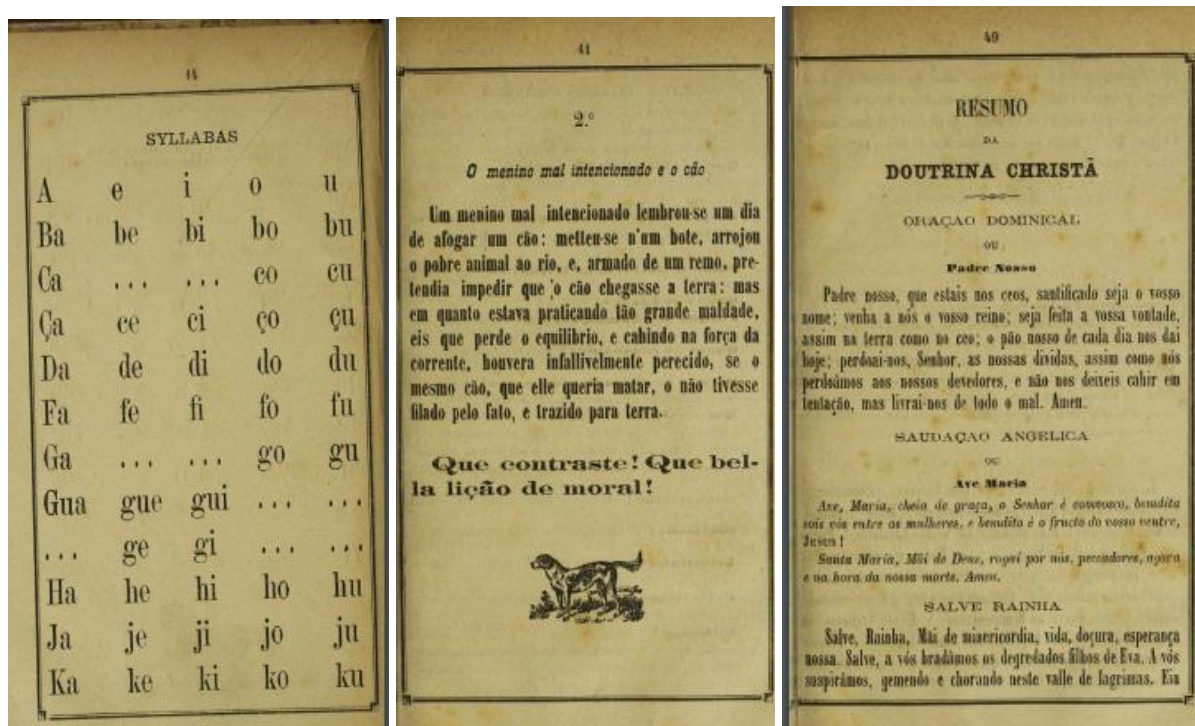 14
SYLLABAS
A e i o u
Ba be bi bo bu
Ca ... ... co cu
Ça ce ci ço çu
Da de di do du
Fa fe fi fo fu
Ga ... ... go gu
Gua gue gui ... ...
... ge gi ... ...
Ha he hi ho hu
Ja je ji jo ju
Ka ke ki ko ku
41
2.º
O menino mal intencionado e o cão
Um menino mal intencionado lembrou-se um dia
de afogar um cão: metteu-se n'um bote, arrojou
o pobre animal ao rio, e, armado de um remo, pre-
tendia impedir que o cão chegasse a terra: mas
em quanto estava praticando tão grande maldade,
eis que perde o equilibrio, e cahindo na força da
corrente, houvera infallivelmente perecido, se o
mesmo cão, que elle queria matar, o não tivesse
filado pelo fato, e trazido para terra.
Que contraste! Que bel-
la lição de moral!
49
RESUMO
DA
DOUTRINA CHRISTÃ
ORAÇÃO DOMINICAL
OU
Padre Nosso
Padre nosso, que estais nos ceos, santificado seja o vosso
nome; venha a nós o vosso reino; seja feita a vossa vontade,
assim na terra como no ceo; o pão nosso de cada dia nos dai
hoje; perdoai-nos, Senhor, as nossas dividas, assim como nós
perdoâmos aos nossos devedores, e não nos deixeis cahir em
tentação, mas livrai-nos de todo o mal. Amen.
SAUDAÇÃO ANGELICA
OU
Ave Maria
Ave, Maria, cheia de graça, o Senhor é comvosco, bemdita
sois vós entre as mulheres, e bemdito é o fructo do vosso ventre,
Jesus!
Santa Maria, Mãi de Deus, rogai por nós, peccadores, agora
e na hora da nossa morte. Amen.
SALVE RAINHA
Salve, Rainha, Mãi de misericordia, vida, doçura, esperança
nossa. Salve, a vós bradâmos os degredados filhos de Eva. A vós
suspirâmos, gemendo e chorando neste valle de lagrimas. Eia